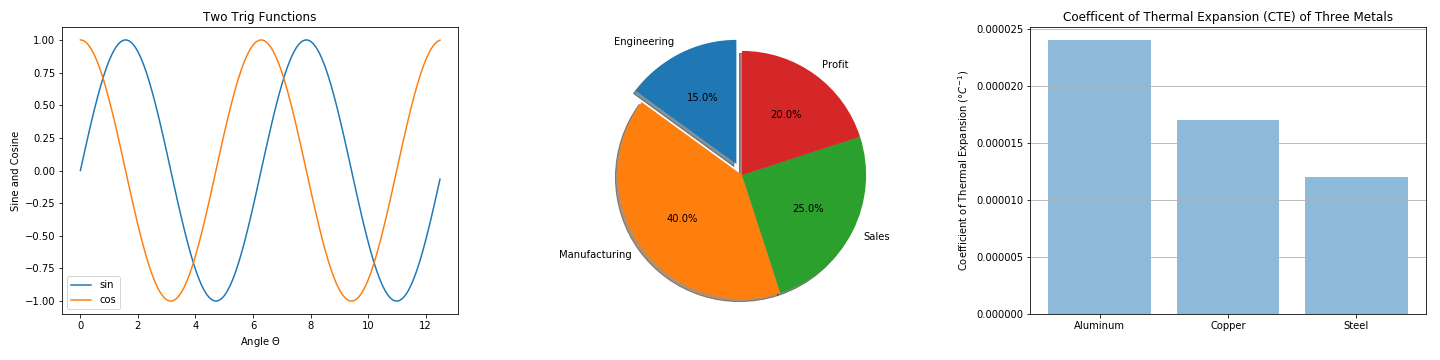 Two Trig Functions
1.00
0.75
0.50
0.25
0.00
−0.25
−0.50
−0.75
−1.00
Sine and Cosine
sin
cos
0 2 4 6 8 10 12
Angle Θ
Engineering
Profit
15.0%
20.0%
40.0%
25.0%
Manufacturing
Sales
Coefficent of Thermal Expansion (CTE) of Three Metals
0.000025
0.000020
0.000015
0.000010
0.000005
0.000000
Coefficient of Thermal Expansion (°C⁻¹)
Aluminum Copper Steel